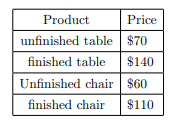 Product Price
unfinished table $70
finished table $140
Unfinished chair $60
finished chair $110